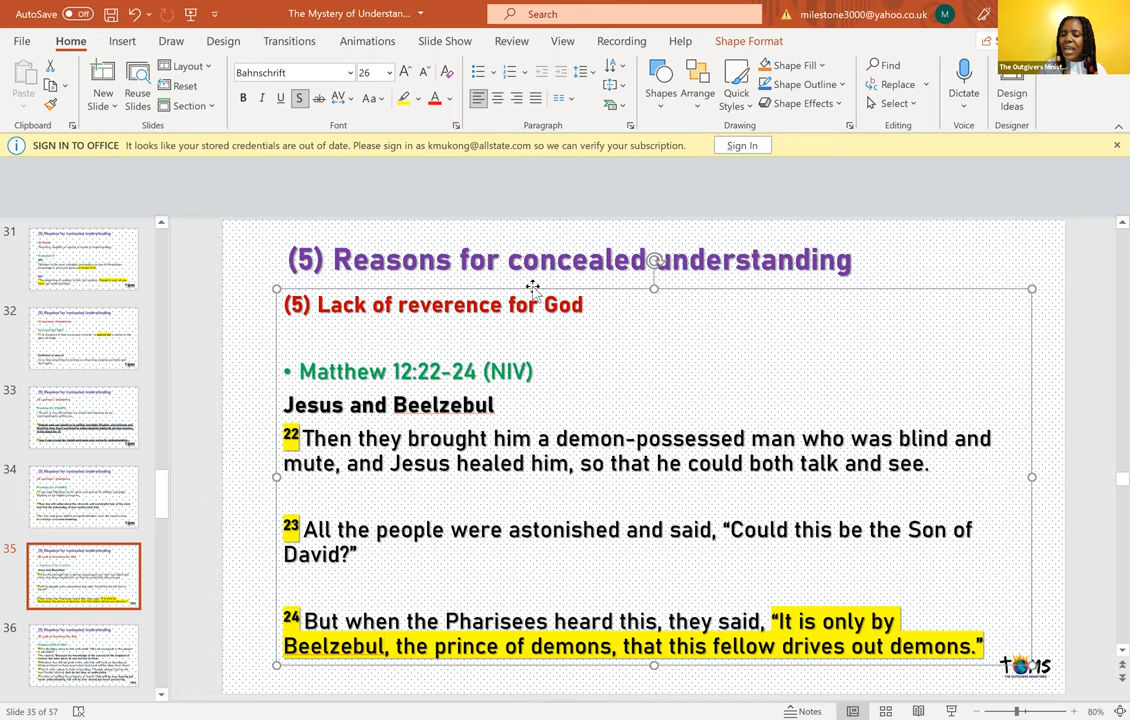 AutoSave Off The Mystery of Understan... Search milestone3000@yahoo.co.uk M
File Home Insert Draw Design Transitions Animations Slide Show Review View Recording Help Shape Format
The Outgivers Minist...
Paste New Slide Reuse Slides Layout Reset Section
Bahnschrift 26
Shapes Arrange Quick Styles Shape Fill Shape Outline Shape Effects
Find Replace Select Dictate Design Ideas
Clipboard Slides Font Paragraph Drawing Editing Voice Designer
SIGN IN TO OFFICE It looks like your stored credentials are out of date. Please sign in as kmukong@allstate.com so we can verify your subscription. Sign In
31
32
33
34
35
36
(5) Reasons for concealed understanding
(5) Lack of reverence for God
• Matthew 12:22-24 (NIV)
Jesus and Beelzebul
22 Then they brought him a demon-possessed man who was blind and
mute, and Jesus healed him, so that he could both talk and see.
23 All the people were astonished and said, “Could this be the Son of
David?”
24 But when the Pharisees heard this, they said, “It is only by
Beelzebul, the prince of demons, that this fellow drives out demons.”
THE OUTGIVERS MINISTRIES
Slide 35 of 57 Notes 80%